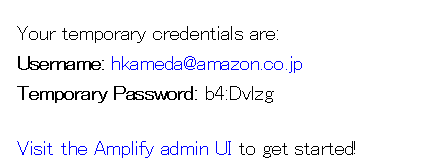 Your temporary credentials are:
Username: hkameda@amazon.co.jp
Temporary Password: b4:Dvlzg
Visit the Amplify admin UI to get started!